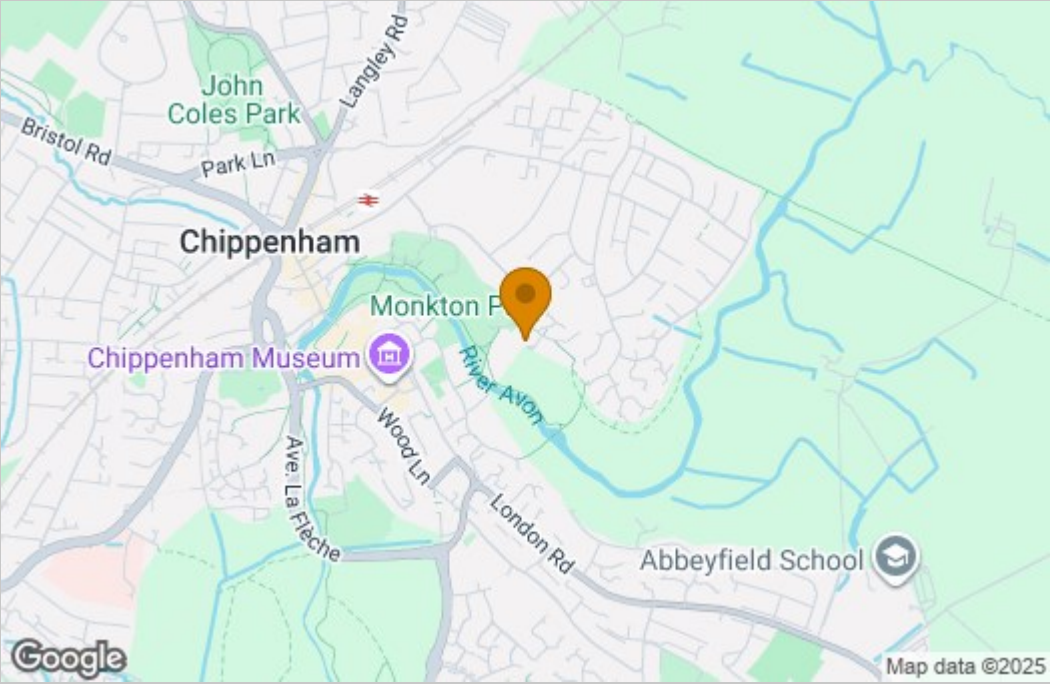 Langley Rd
John
Coles Park
Bristol Rd
Park Ln
Chippenham
Monkton P
Chippenham Museum
River Avon
Wood Ln
Ave. La Flèche
London Rd
Abbeyfield School
Google
Map data ©2025